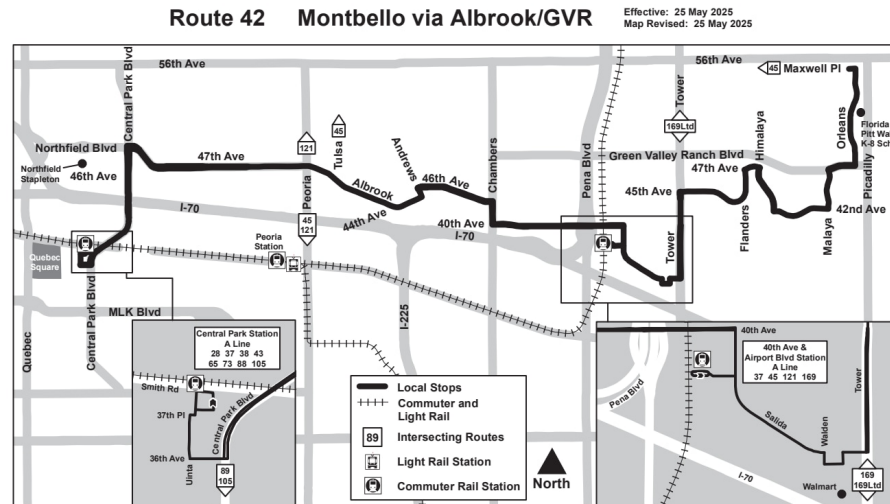 Route 42 Montbello via Albrook/GVR
Effective: 25 May 2025
Map Revised: 25 May 2025
56th Ave
56th Ave
45 Maxwell Pl
Central Park Blvd
Tower
169Ltd
Orleans
Florida
Pitt Wa
K-8 Sch
Picadilly
Northfield Blvd
Northfield
Stapleton
46th Ave
47th Ave
121
45
Tulsa
Peoria
Albrook
Andrews
46th Ave
44th Ave
Chambers
Pena Blvd
Green Valley Ranch Blvd
47th Ave
Himalaya
45th Ave
Flanders
Malaya
42nd Ave
I-70
45
121
40th Ave
I-70
Tower
Peoria
Station
Quebec
Square
Quebec
Central Park Blvd
MLK Blvd
I-225
Central Park Station
A Line
28 37 38 43
65 73 88 105
Smith Rd
37th Pl
36th Ave
Uinta
Central Park Blvd
89
105
Local Stops
Commuter and
Light Rail
89 Intersecting Routes
Light Rail Station
Commuter Rail Station
North
40th Ave
40th Ave &
Airport Blvd Station
A Line
37 45 121 169
Pena Blvd
Salida
Walden
Tower
I-70
Walmart
169
169Ltd